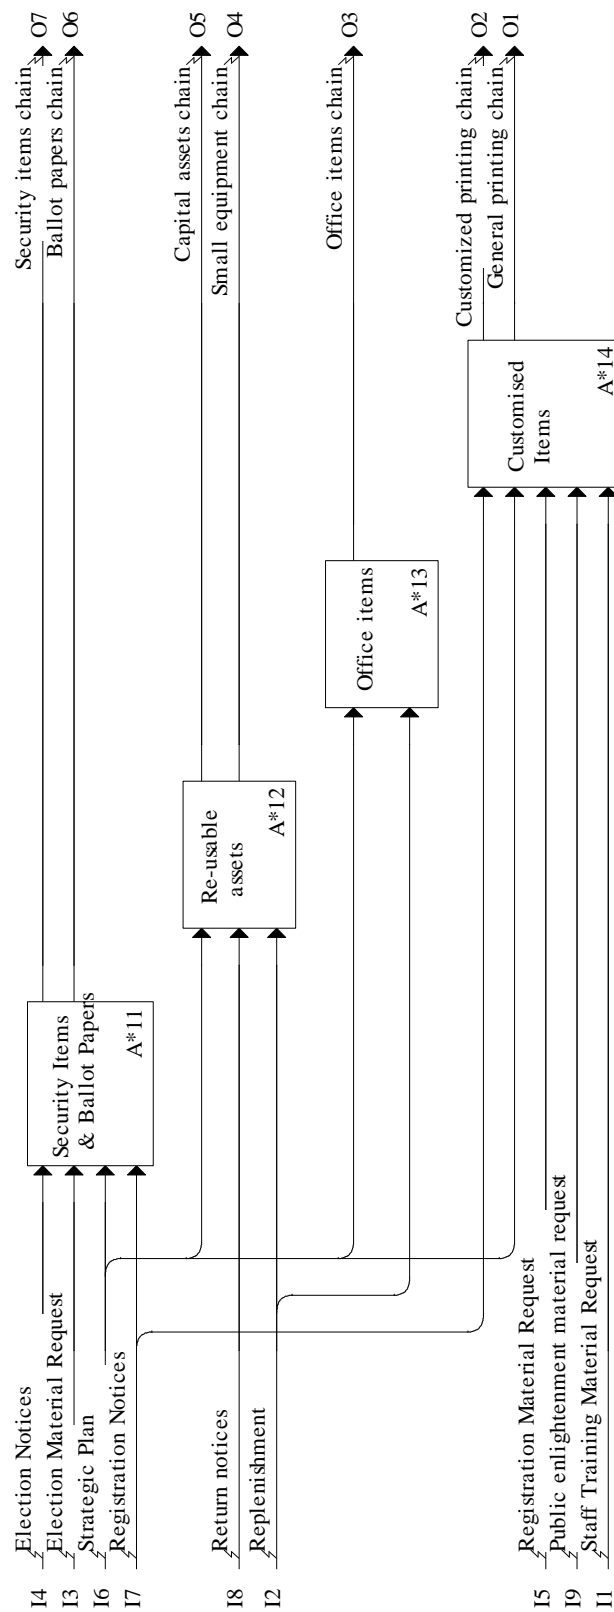 I4
Election Notices
I3
Election Material Request
I6
Strategic Plan
I7
Registration Notices
I8
Return notices
I2
Replenishment
I5
Registration Material Request
I9
Public enlightenment material request
I1
Staff Training Material Request
Security Items
& Ballot Papers
A*11
Re-usable
assets
A*12
Office items
A*13
Customised
Items
A*14
Security items chain
O7
Ballot papers chain
O6
Capital assets chain
O5
Small equipment chain
O4
Office items chain
O3
Customized printing chain
O2
General printing chain
O1